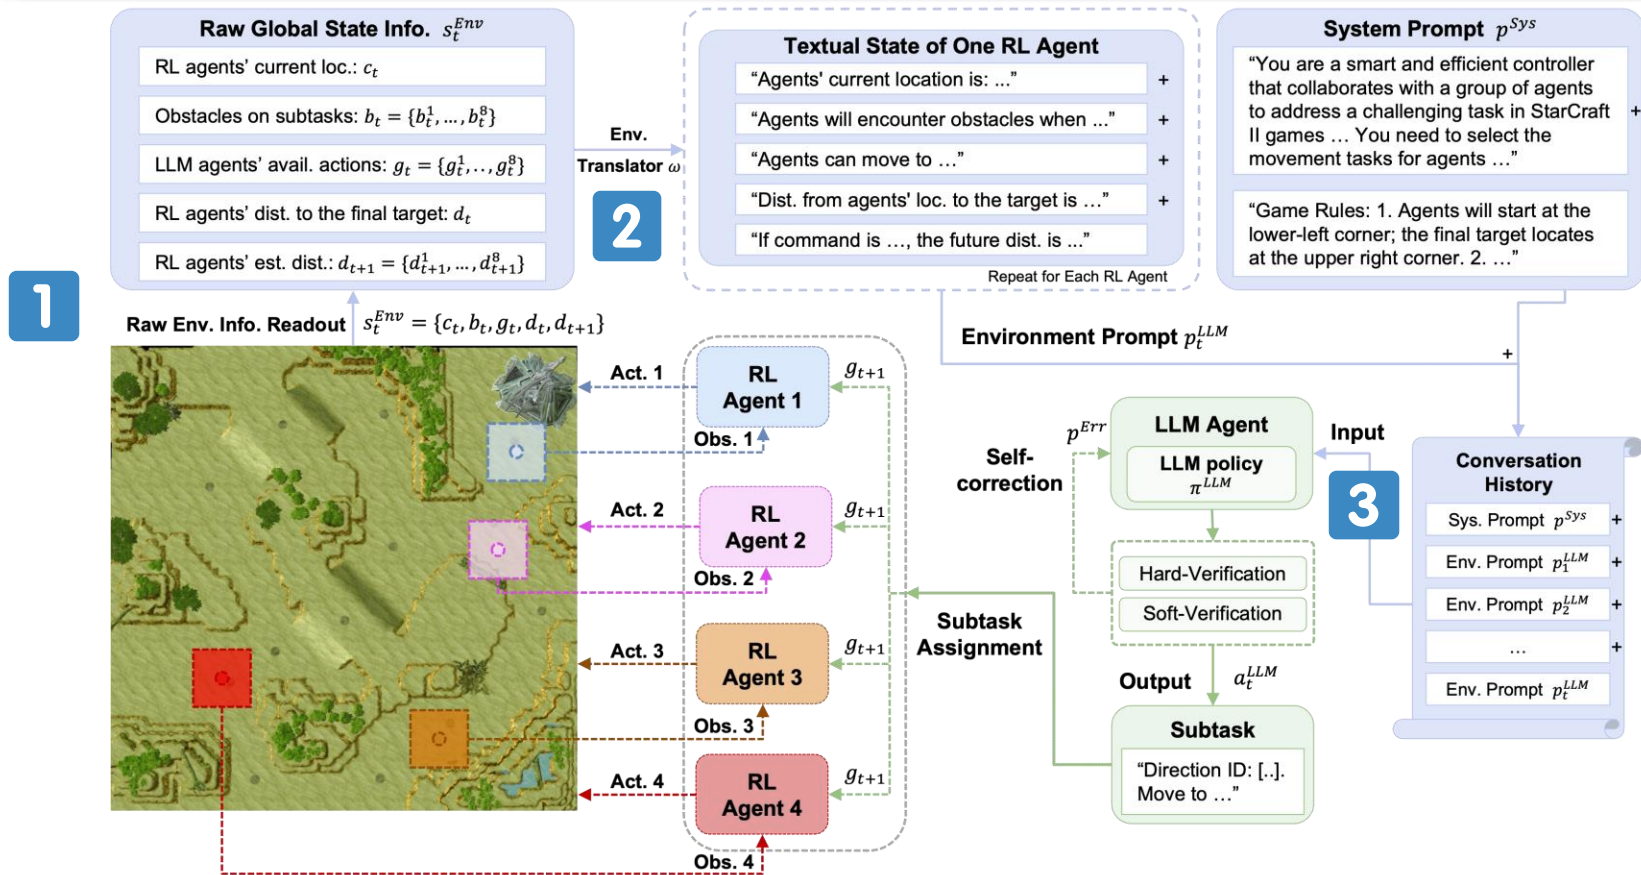 Raw Global State Info. s_t^{Env}
RL agents' current loc.: c_t
Obstacles on subtasks: b_t = {b_t^1, ..., b_t^8}
LLM agents' avail. actions: g_t = {g_t^1, .., g_t^8}
RL agents' dist. to the final target: d_t
RL agents' est. dist.: d_{t+1} = {d_{t+1}^1, ..., d_{t+1}^8}
1
Raw Env. Info. Readout
s_t^{Env} = {c_t, b_t, g_t, d_t, d_{t+1}}
Env.
Translator ω
2
Textual State of One RL Agent
"Agents' current location is: ..."
+
"Agents will encounter obstacles when ..."
+
"Agents can move to ..."
+
"Dist. from agents' loc. to the target is ..."
+
"If command is ..., the future dist. is ..."
Repeat for Each RL Agent
System Prompt p^{Sys}
"You are a smart and efficient controller
that collaborates with a group of agents
to address a challenging task in StarCraft
II games ... You need to select the
movement tasks for agents ..."
+
"Game Rules: 1. Agents will start at the
lower-left corner; the final target locates
at the upper right corner. 2. ..."
Environment Prompt p_t^{LLM}
+
Act. 1
RL
Agent 1
g_{t+1}
Obs. 1
Act. 2
RL
Agent 2
g_{t+1}
Obs. 2
Act. 3
RL
Agent 3
g_{t+1}
Obs. 3
Act. 4
RL
Agent 4
g_{t+1}
Obs. 4
Subtask
Assignment
Self-
correction
p^{Err}
LLM Agent
LLM policy
π^{LLM}
Hard-Verification
Soft-Verification
Output
a_t^{LLM}
Subtask
"Direction ID: [..].
Move to ..."
Input
3
Conversation
History
Sys. Prompt p^{Sys}
+
Env. Prompt p_1^{LLM}
+
Env. Prompt p_2^{LLM}
+
...
+
Env. Prompt p_t^{LLM}